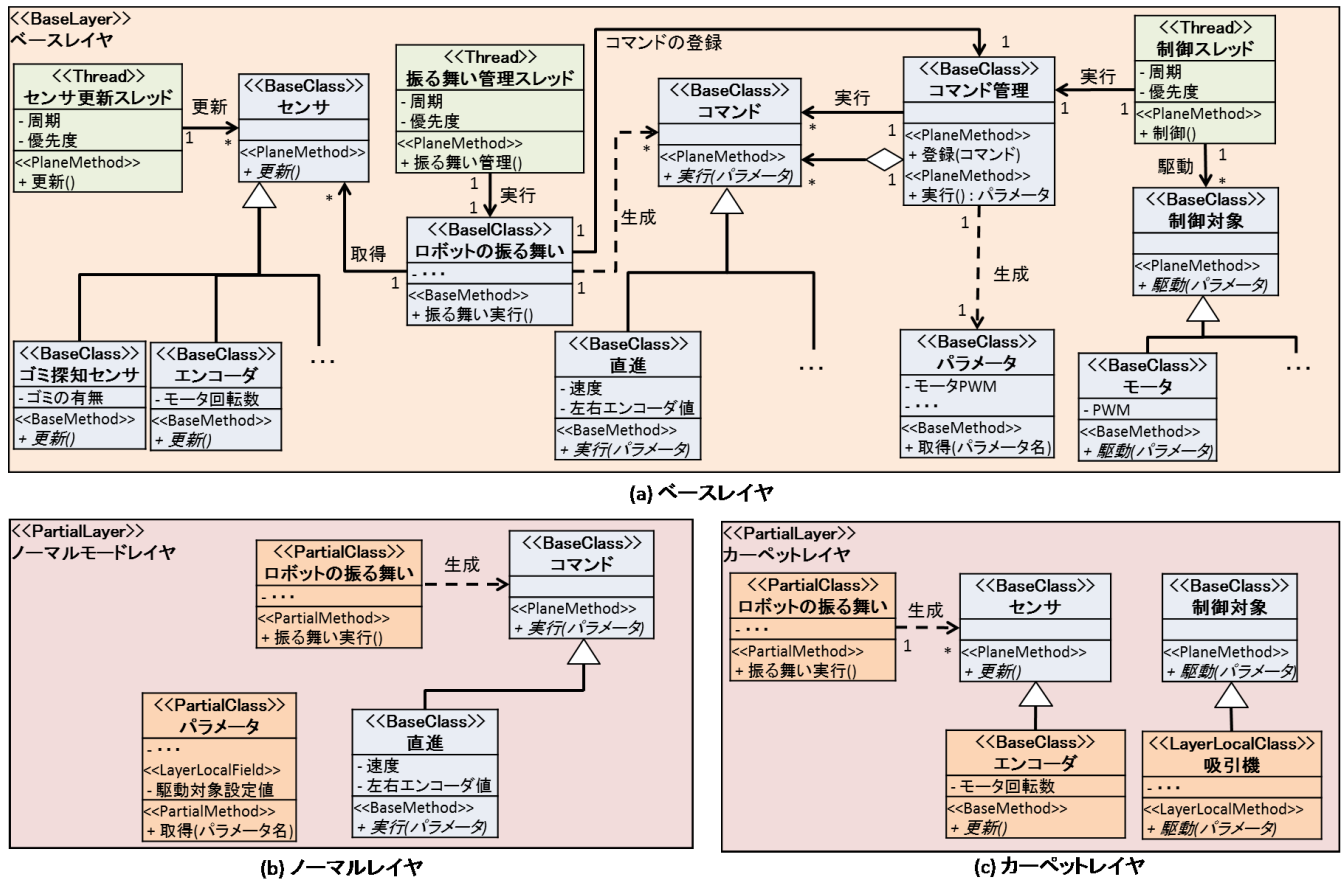 <<BaseLayer>>
ベースレイヤ
<<Thread>>
センサ更新スレッド
- 周期
- 優先度
<<PlaneMethod>>
+ 更新()
更新
1
*
<<BaseClass>>
センサ
<<PlaneMethod>>
+ 更新()
<<Thread>>
振る舞い管理スレッド
- 周期
- 優先度
<<PlaneMethod>>
+ 振る舞い管理()
1
実行
1
*
取得
1
<<BaselClass>>
ロボットの振る舞い
- ・・・
<<BaseMethod>>
+ 振る舞い実行()
1
1
コマンドの登録
1
生成
*
<<BaseClass>>
コマンド
<<PlaneMethod>>
+ 実行(パラメータ)
実行
*
1
*
1
<<BaseClass>>
コマンド管理
<<PlaneMethod>>
+ 登録(コマンド)
<<PlaneMethod>>
+ 実行() : パラメータ
実行
1
1
<<Thread>>
制御スレッド
- 周期
- 優先度
<<PlaneMethod>>
+ 制御()
1
駆動
*
<<BaseClass>>
制御対象
<<PlaneMethod>>
+ 駆動(パラメータ)
1
生成
1
<<BaseClass>>
ゴミ探知センサ
- ゴミの有無
<<BaseMethod>>
+ 更新()
<<BaseClass>>
エンコーダ
- モータ回転数
<<BaseMethod>>
+ 更新()
・・・
<<BaseClass>>
直進
- 速度
- 左右エンコーダ値
<<BaseMethod>>
+ 実行(パラメータ)
・・・
<<BaseClass>>
パラメータ
- モータPWM
- ・・・
<<BaseMethod>>
+ 取得(パラメータ名)
<<BaseClass>>
モータ
- PWM
<<BaseMethod>>
+ 駆動(パラメータ)
・・・
(a) ベースレイヤ
<<PartialLayer>>
ノーマルモードレイヤ
<<PartialClass>>
ロボットの振る舞い
- ・・・
<<PartialMethod>>
+ 振る舞い実行()
生成
<<BaseClass>>
コマンド
<<PlaneMethod>>
+ 実行(パラメータ)
<<PartialClass>>
パラメータ
- ・・・
<<LayerLocalField>>
- 駆動対象設定値
<<PartialMethod>>
+ 取得(パラメータ名)
<<BaseClass>>
直進
- 速度
- 左右エンコーダ値
<<BaseMethod>>
+ 実行(パラメータ)
(b) ノーマルレイヤ
<<PartialLayer>>
カーペットレイヤ
<<PartialClass>>
ロボットの振る舞い
- ・・・
<<PartialMethod>>
+ 振る舞い実行()
生成
1
*
<<BaseClass>>
センサ
<<PlaneMethod>>
+ 更新()
<<BaseClass>>
制御対象
<<PlaneMethod>>
+ 駆動(パラメータ)
<<BaseClass>>
エンコーダ
- モータ回転数
<<BaseMethod>>
+ 更新()
<<LayerLocalClass>>
吸引機
- ・・・
<<LayerLocalMethod>>
+ 駆動(パラメータ)
(c) カーペットレイヤ